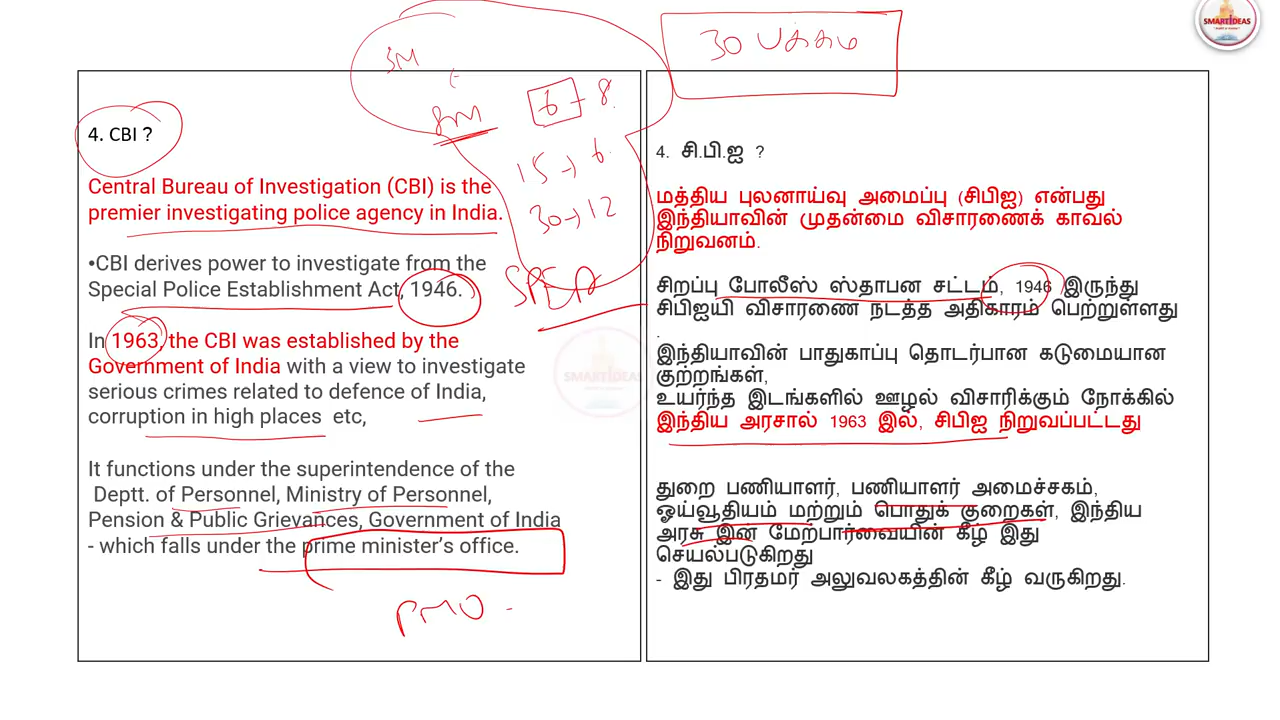 SMARTIDEAS
30 பக்கம்
3M
8M
6 - 8
15 → 6
30 → 12
4. CBI ?
Central Bureau of Investigation (CBI) is the
premier investigating police agency in India.
•CBI derives power to investigate from the
Special Police Establishment Act, 1946.
In 1963, the CBI was established by the
Government of India with a view to investigate
serious crimes related to defence of India,
corruption in high places etc,
It functions under the superintendence of the
Deptt. of Personnel, Ministry of Personnel,
Pension & Public Grievances, Government of India
- which falls under the prime minister's office.
PMO
4. சி.பி.ஐ ?
மத்திய புலனாய்வு அமைப்பு (சிபிஐ) என்பது
இந்தியாவின் முதன்மை விசாரணைக் காவல்
நிறுவனம்.
சிறப்பு போலீஸ் ஸ்தாபன சட்டம், 1946 இருந்து
சிபிஐயி விசாரணை நடத்த அதிகாரம் பெற்றுள்ளது
.
இந்தியாவின் பாதுகாப்பு தொடர்பான கடுமையான
குற்றங்கள்,
உயர்ந்த இடங்களில் ஊழல் விசாரிக்கும் நோக்கில்
இந்திய அரசால் 1963 இல், சிபிஐ நிறுவப்பட்டது
துறை பணியாளர், பணியாளர் அமைச்சகம்,
ஓய்வூதியம் மற்றும் பொதுக் குறைகள், இந்திய
அரசு இன் மேற்பார்வையின் கீழ் இது
செயல்படுகிறது
- இது பிரதமர் அலுவலகத்தின் கீழ் வருகிறது.
SMARTIDEAS